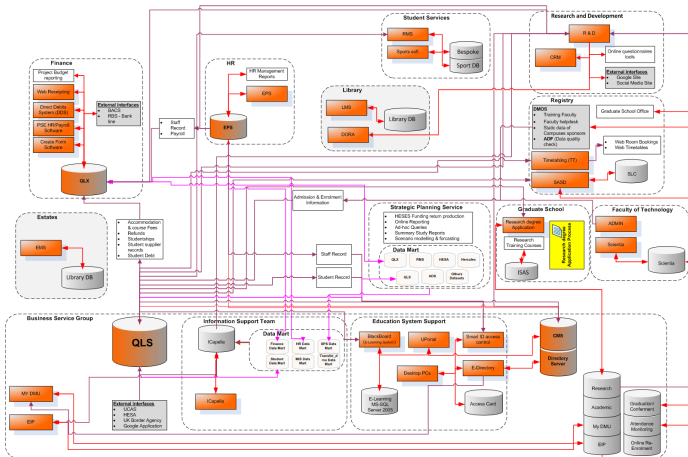 Student Services
RMS
Sports soft
Bespoke
Sport DB
Research and Development
R & D
CRM
Online questionnaires
tools
External interfaces
• Google Site
• Social Media Site
Finance
Project Budget
reporting
Web Receipting
Direct Debits
System (DDS)
PSE HR/Payroll
Software
Create Form
Software
External interfaces
• BACS
• RBS - Bank
line
QLX
HR
HR Management
Reports
EPS
EPS
• Staff
Record
• Payroll
Library
LMS
DORA
Library DB
Registry
DMOS
• Training Faculty
• Faculty helpdesk
• Static data of
Campuses sponsors
• ADF (Data quality
check)
Graduate School Office
Timetabling (TT)
• Web Room Bookings
• Web Timetables
SASD
SLC
Admission & Enrolment
Information
Strategic Planning Service
• HESES Funding return production
• Online Reporting
• Ad-hoc Queries
• Summary Study Reports
• Scenario modelling & forcasting
Data Mart
QLX
RMS
HESA
Hercules
QLS
Others
Datasets
Graduate School
Research degree
Application
Research
Training Courses
ISAS
Research degree
Application Process
Faculty of Technology
ADMIN
Scientia
Scientia
Estates
EMS
Library DB
• Accommodation
& course Fees
• Refunds
• Studentships
• Student supplier
records
• Student Debt
Staff Record
Student Record
Business Service Group
QLS
MY DMU
EIP
External interfaces
• UCAS
• HESA
• UK Border Agency
• Google Application
Information Support Team
ICapella
ICapella
Data Mart
Finance
Data Mart
HR Data
Mart
EPS Data
Mart
Student Data
Mart
MIS Data
Mart
Education System Support
BlackBoard
UPortal
Smart ID access
control
Desktop PCs
E-Directory
E-Learning
MS-SQL
Server 2005
Access Card
CMS
Directory
Server
Research
Academic
My DMU
EIP
Graduation/
Conferment
Attendance
Monitoring
Online Re-
Enrolment